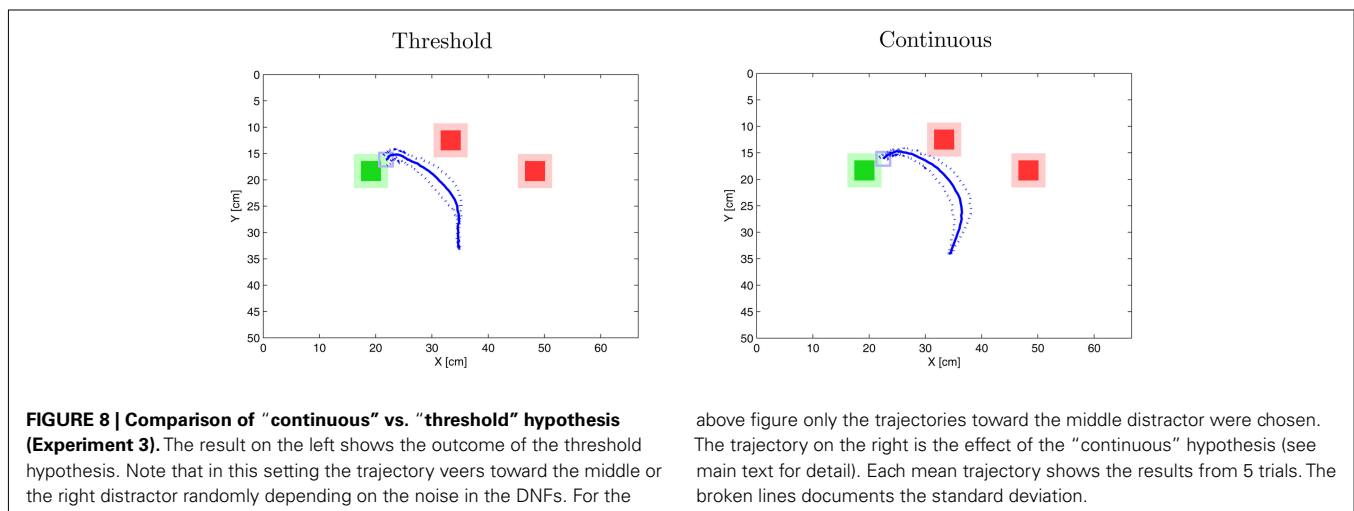 Threshold
0
5
10
15
20
25
30
35
40
45
50
Y [cm]
0 10 20 30 40 50 60
X [cm]
Continuous
0
5
10
15
20
25
30
35
40
45
50
Y [cm]
0 10 20 30 40 50 60
X [cm]
FIGURE 8 | Comparison of "continuous" vs. "threshold" hypothesis
(Experiment 3). The result on the left shows the outcome of the threshold
hypothesis. Note that in this setting the trajectory veers toward the middle or
the right distractor randomly depending on the noise in the DNFs. For the
above figure only the trajectories toward the middle distractor were chosen.
The trajectory on the right is the effect of the "continuous" hypothesis (see
main text for detail). Each mean trajectory shows the results from 5 trials. The
broken lines documents the standard deviation.